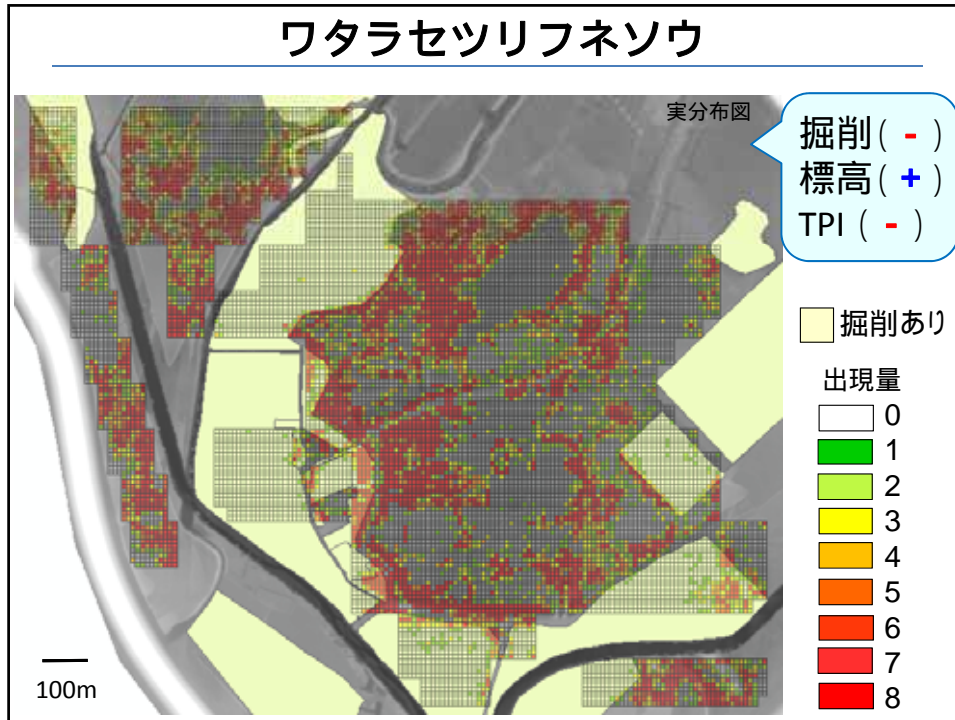 ワタラセツリフネソウ
実分布図
掘削( - )
標高( + )
TPI ( - )
掘削あり
出現量
0
1
2
3
4
5
6
7
8
100m